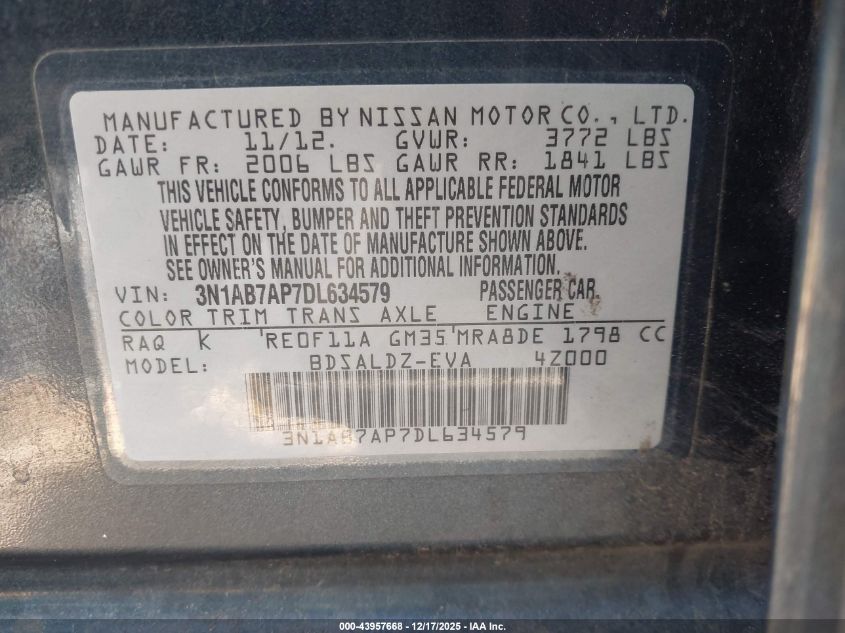 MANUFACTURED BY NISSAN MOTOR CO., LTD.
DATE: 11/12. GVWR: 3772 LBS
GAWR FR: 2006 LBS GAWR RR: 1841 LBS
THIS VEHICLE CONFORMS TO ALL APPLICABLE FEDERAL MOTOR
VEHICLE SAFETY, BUMPER AND THEFT PREVENTION STANDARDS
IN EFFECT ON THE DATE OF MANUFACTURE SHOWN ABOVE.
SEE OWNER'S MANUAL FOR ADDITIONAL INFORMATION.
VIN: 3N1AB7AP7DL634579 PASSENGER CAR
COLOR TRIM TRANS AXLE ENGINE
RAQ K RE0F11A GM35 MRA8DE 1798 CC
MODEL: BDSALDZ-EVA 4Z000
3N1AB7AP7DL634579
000-43957668 - 12/17/2025 - IAA Inc.